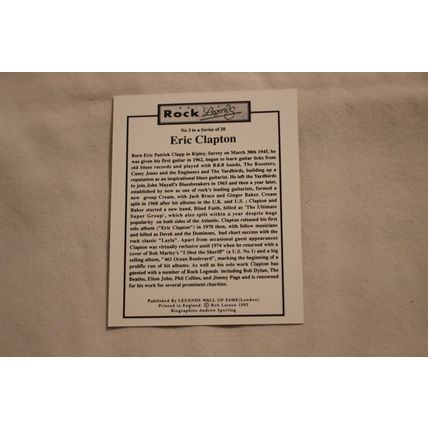 Rock Legends
No 3 in a Series of 20
Eric Clapton
Born Eric Patrick Clapp in Ripley, Surrey on March 30th 1945, he
was given his first guitar in 1962, began to learn guitar licks from
old blues records and played with R&B bands, The Roosters,
Casey Jones and the Engineers and The Yardbirds, building up a
reputation as an inspirational blues guitarist. He left the Yardbirds
to join John Mayall's Bluesbreakers in 1965 and then a year later,
established by now as one of rock's leading guitarists, formed a
new group Cream, with Jack Bruce and Ginger Baker. Cream
split in 1968 after hit albums in the U.K. and U.S. ; Clapton and
Baker started a new band, Blind Faith, billed as 'The Ultimate
Super Group', which also split within a year despite huge
popularity on both sides of the Atlantic. Clapton released his first
solo album ("Eric Clapton") in 1970 then, with fellow musicians
and billed as Derek and the Dominoes, had chart success with the
rock classic "Layla". Apart from occasional guest appearances
Clapton was virtually reclusive until 1974 when he returned with a
cover of Bob Marley's "I Shot the Sheriff" (a U.S. No 1) and a big
selling album, "461 Ocean Boulevard", marking the beginning of a
prolific run of hit albums. As well as his solo work Clapton has
guested with a number of Rock Legends including Bob Dylan, The
Beatles, Elton John, Phil Collins, and Jimmy Page and is renowned
for his work for several prominent charities.
Published By LEGENDS WALL OF FAME(London)
Printed in England. © Bob Larson 1992
Biographies Andrew Sperling